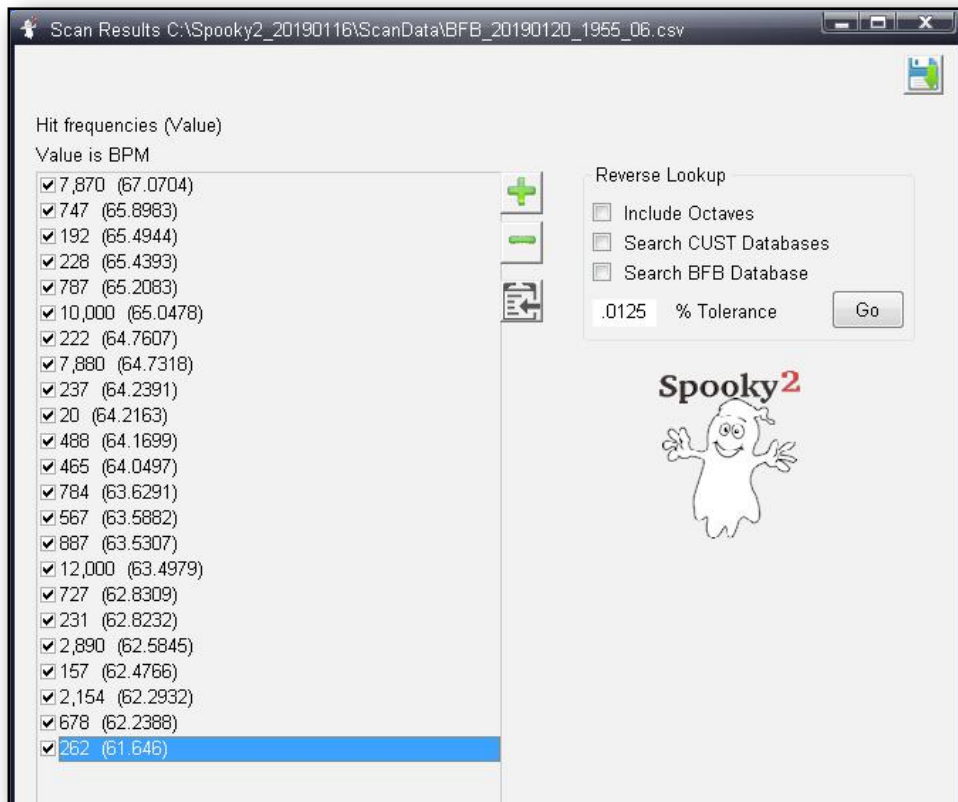 Scan Results C:\Spooky2_20190116\ScanData\BFB_20190120_1955_06.csv
Hit frequencies (Value)
Value is BPM
7,870 (67.0704)
747 (65.8983)
192 (65.4944)
228 (65.4393)
787 (65.2083)
10,000 (65.0478)
222 (64.7607)
7,880 (64.7318)
237 (64.2391)
20 (64.2163)
488 (64.1699)
465 (64.0497)
784 (63.6291)
567 (63.5882)
887 (63.5307)
12,000 (63.4979)
727 (62.8309)
231 (62.8232)
2,890 (62.5845)
157 (62.4766)
2,154 (62.2932)
678 (62.2388)
262 (61.646)
Reverse Lookup
Include Octaves
Search CUST Databases
Search BFB Database
.0125 % Tolerance Go
Spooky2